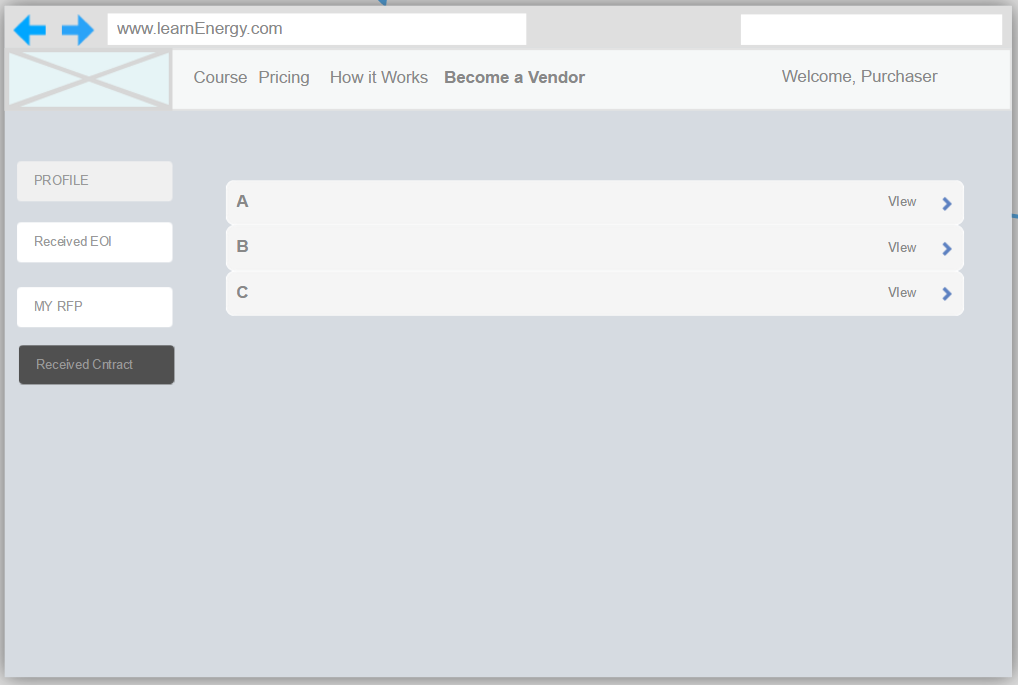 www.learnEnergy.com
Course Pricing How it Works Become a Vendor Welcome, Purchaser
PROFILE
A VIew
Received EOI
B VIew
C VIew
MY RFP
Received Cntract